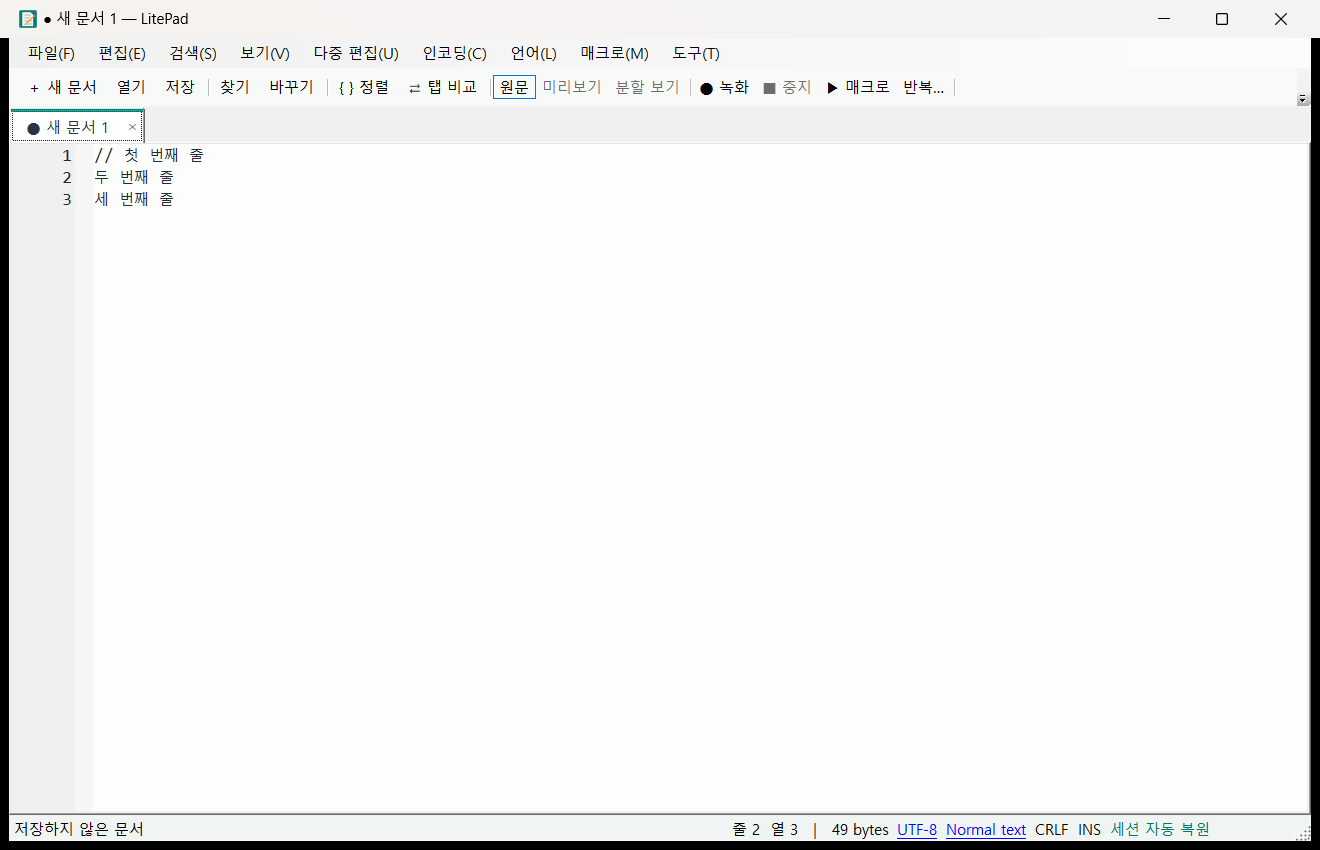 ● 새 문서 1 — LitePad
파일(F) 편집(E) 검색(S) 보기(V) 다중 편집(U) 인코딩(C) 언어(L) 매크로(M) 도구(T)
+ 새 문서 열기 저장 찾기 바꾸기 { } 정렬 ⇄ 탭 비교 원문 미리보기 분할 보기 ● 녹화 ■ 중지 ▶ 매크로 반복...
● 새 문서 1 ×
1 // 첫 번째 줄
2 두 번째 줄
3 세 번째 줄
저장하지 않은 문서 줄 2 열 3 | 49 bytes UTF-8 Normal text CRLF INS 세션 자동 복원